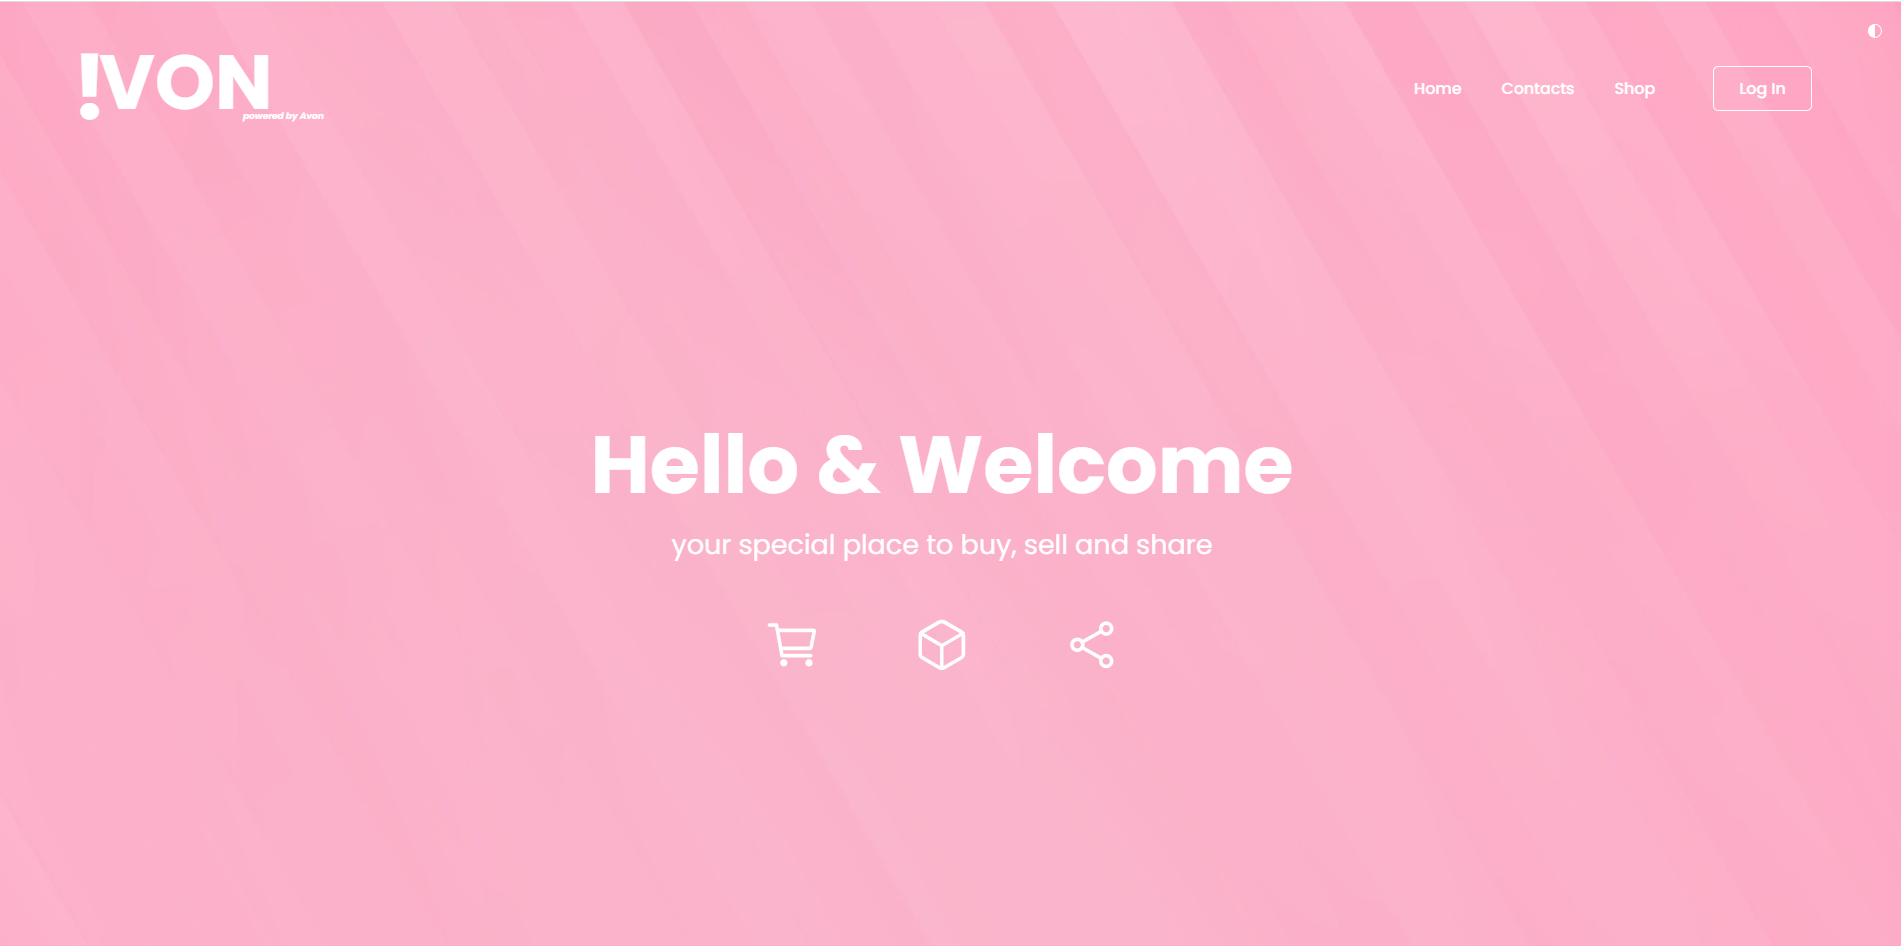 !VON
powered by Avon
Home Contacts Shop Log In
Hello & Welcome
your special place to buy, sell and share